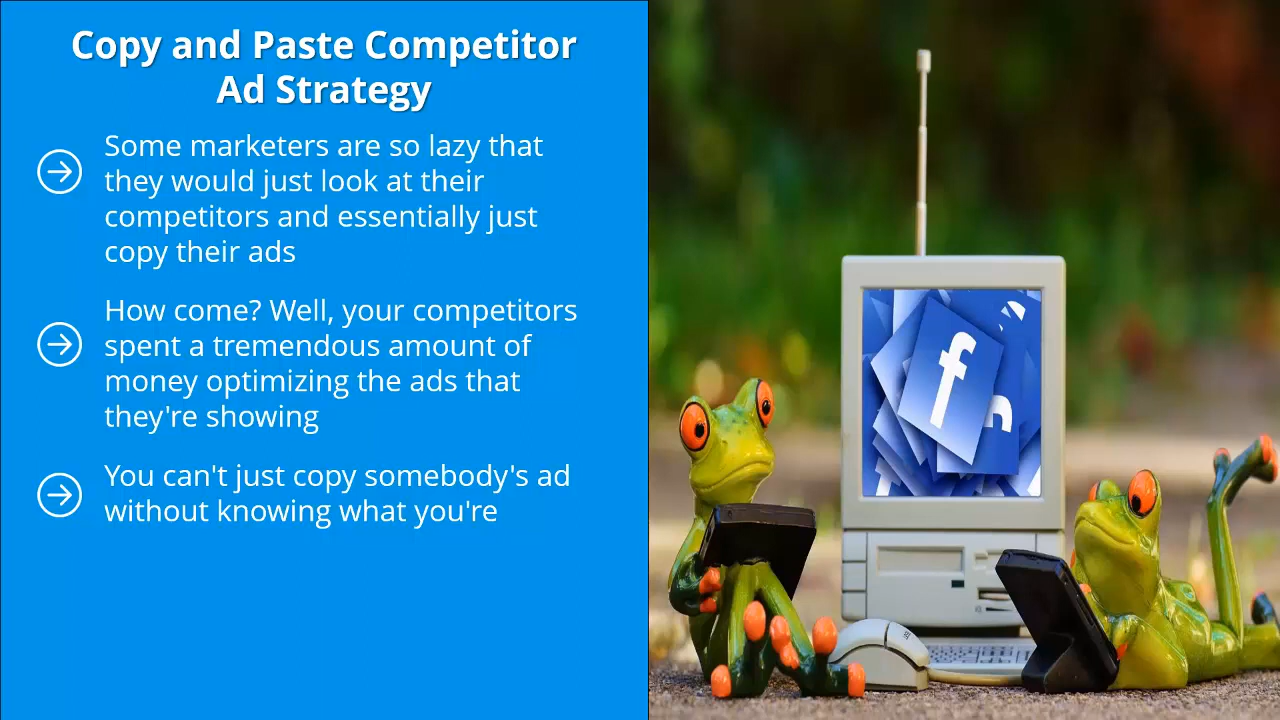 Copy and Paste Competitor
Ad Strategy
Some marketers are so lazy that
they would just look at their
competitors and essentially just
copy their ads
How come? Well, your competitors
spent a tremendous amount of
money optimizing the ads that
they're showing
You can't just copy somebody's ad
without knowing what you're
f